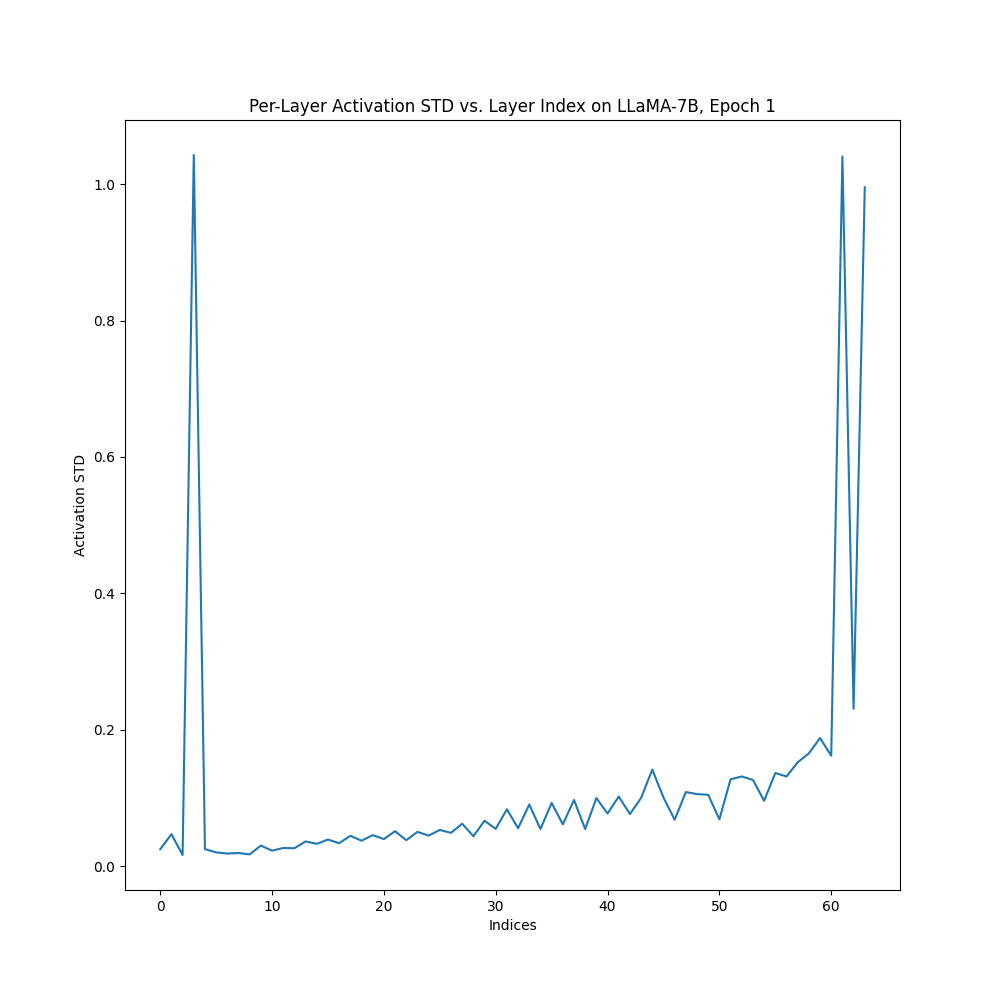 Per-Layer Activation STD vs. Layer Index on LLaMA-7B, Epoch 1
1.0
0.8
0.6
0.4
0.2
0.0
Activation STD
0 10 20 30 40 50 60
Indices